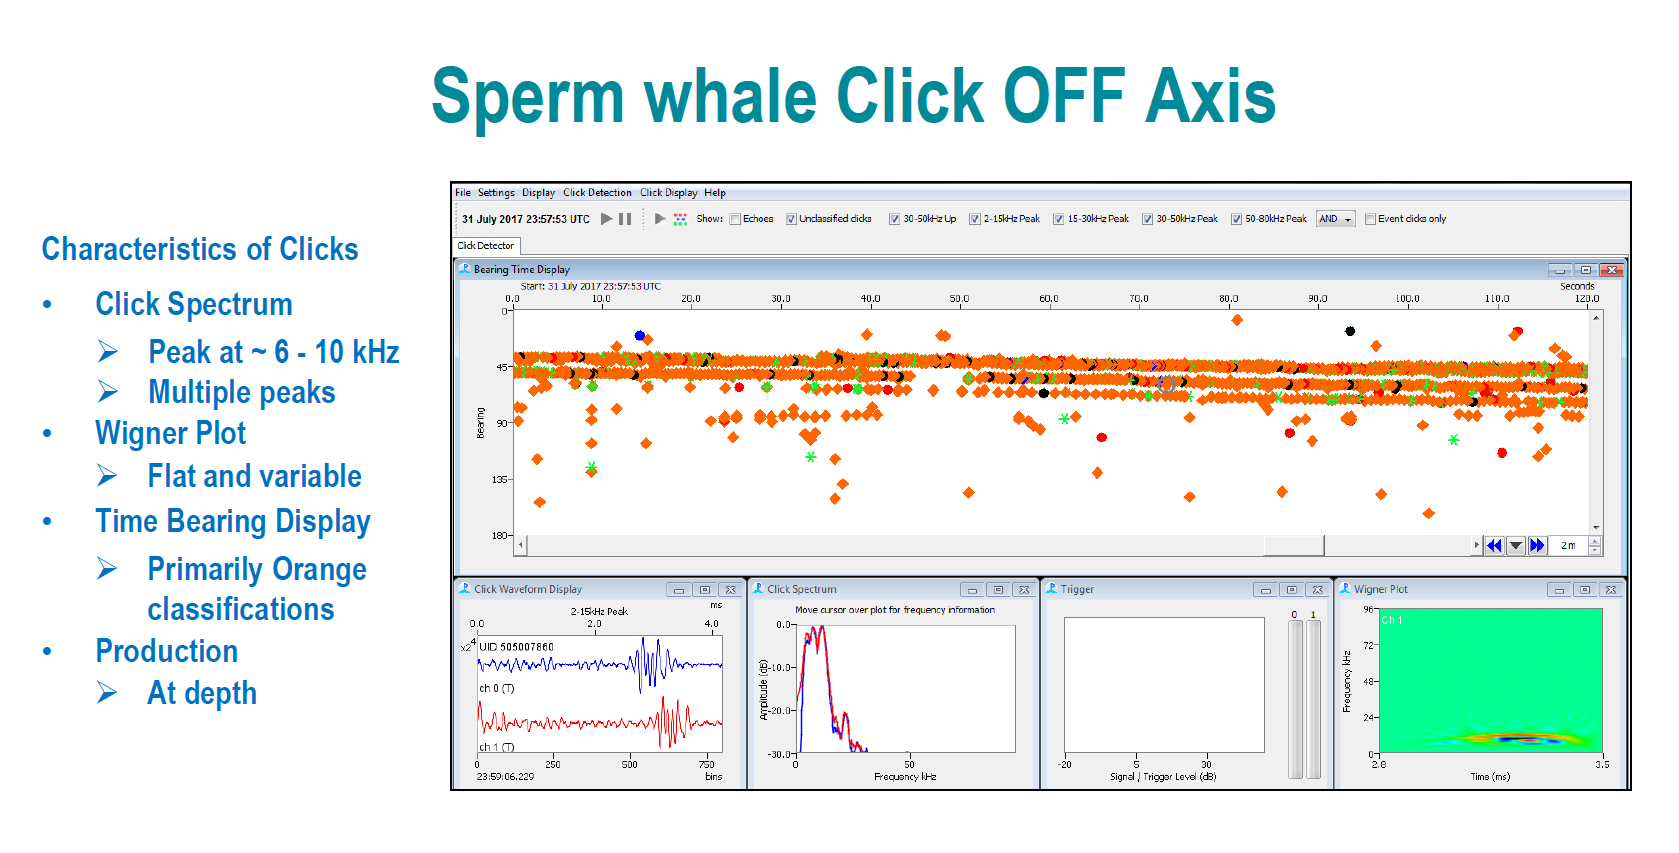 Sperm whale Click OFF Axis
Characteristics of Clicks
• Click Spectrum
➢ Peak at ~ 6 - 10 kHz
➢ Multiple peaks
• Wigner Plot
➢ Flat and variable
• Time Bearing Display
➢ Primarily Orange
classifications
• Production
➢ At depth
File Settings Display Click Detection Click Display Help
31 July 2017 23:57:53 UTC Show: Echoes Unclassified clicks 30-50kHz Up 2-15kHz Peak 15-30kHz Peak 30-50kHz Peak 50-80kHz Peak AND Event clicks only
Click Detector
Bearing Time Display
Start: 31 July 2017 23:57:53 UTC Seconds
0.0 10.0 20.0 30.0 40.0 50.0 60.0 70.0 80.0 90.0 100.0 110.0 120.0
0
45
90
135
180
Bearing
2m
Click Waveform Display
2-15kHz Peak ms
0.0 2.0 4.0
x2^4
UID 505007860
ch 0 (T)
ch 1 (T)
0 250 500 750
23:59:06.229 bins
Click Spectrum
Move cursor over plot for frequency information
0.0
-10.0
-20.0
-30.0
Amplitude (dB)
0 50
Frequency kHz
Trigger
0 1
-20 5 30
Signal / Trigger Level (dB)
Wigner Plot
Ch 1
96
72
48
24
0
Frequency kHz
2.8 3.5
Time (ms)